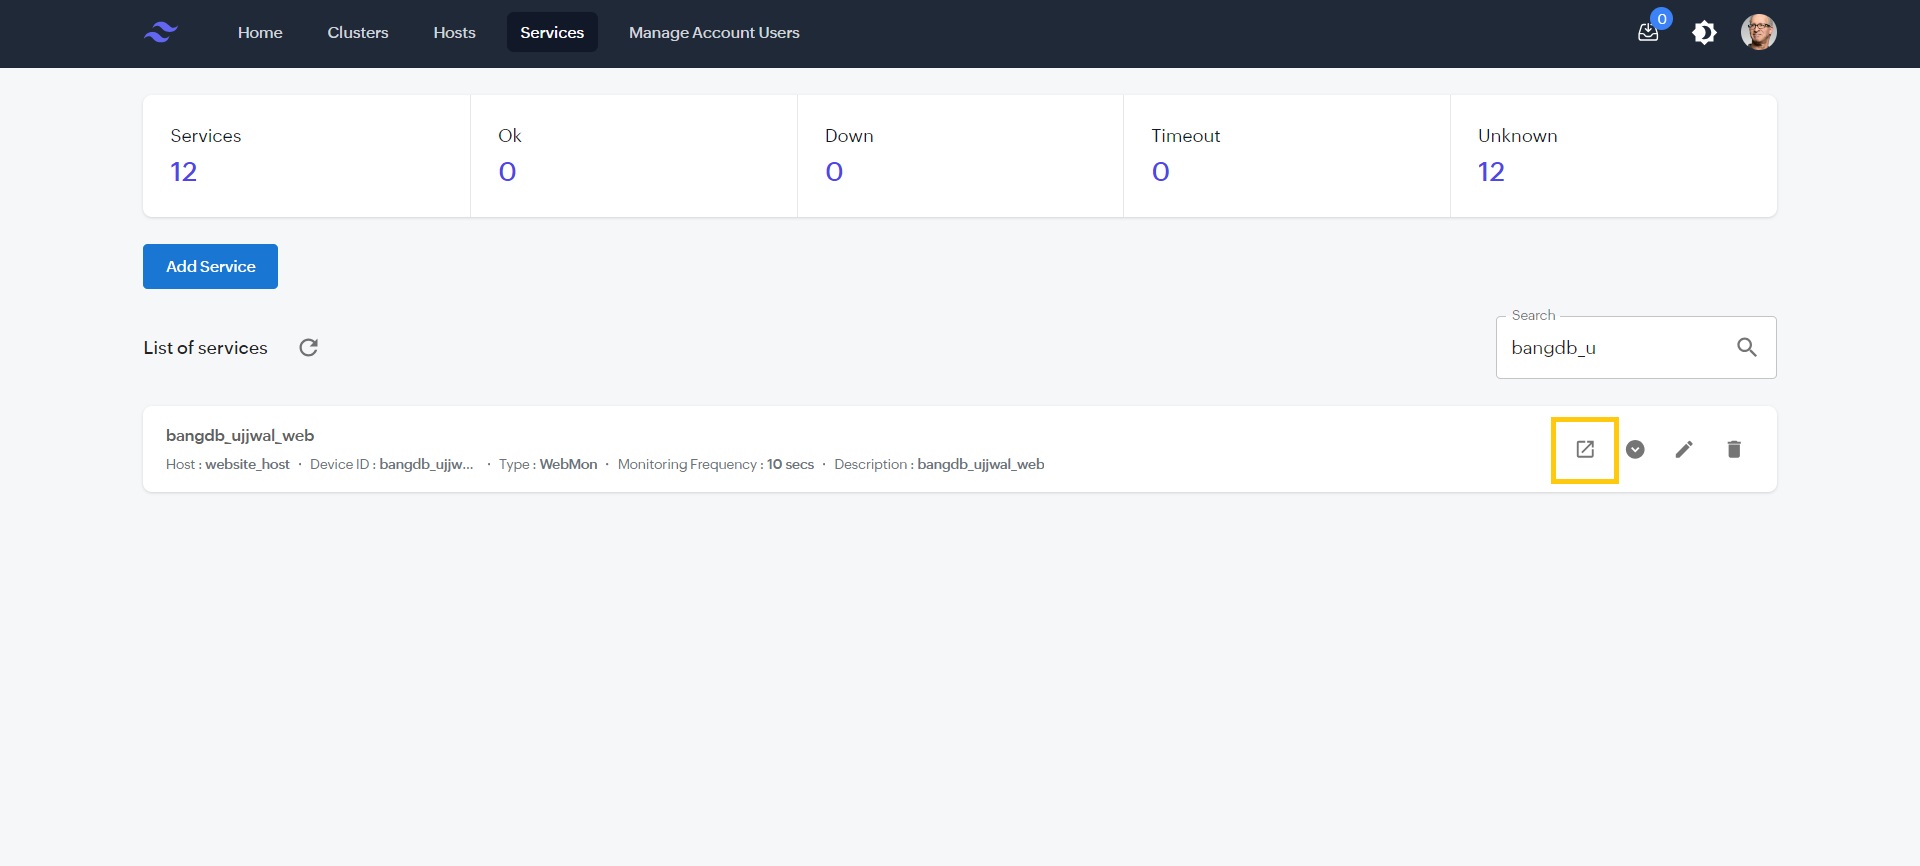 Home Clusters Hosts Services Manage Account Users 0
Services Ok Down Timeout Unknown
12 0 0 0 12
Add Service
Search
List of services bangdb_u
bangdb_ujjwal_web
Host : website_host · Device ID : bangdb_ujjw... · Type : WebMon · Monitoring Frequency : 10 secs · Description : bangdb_ujjwal_web